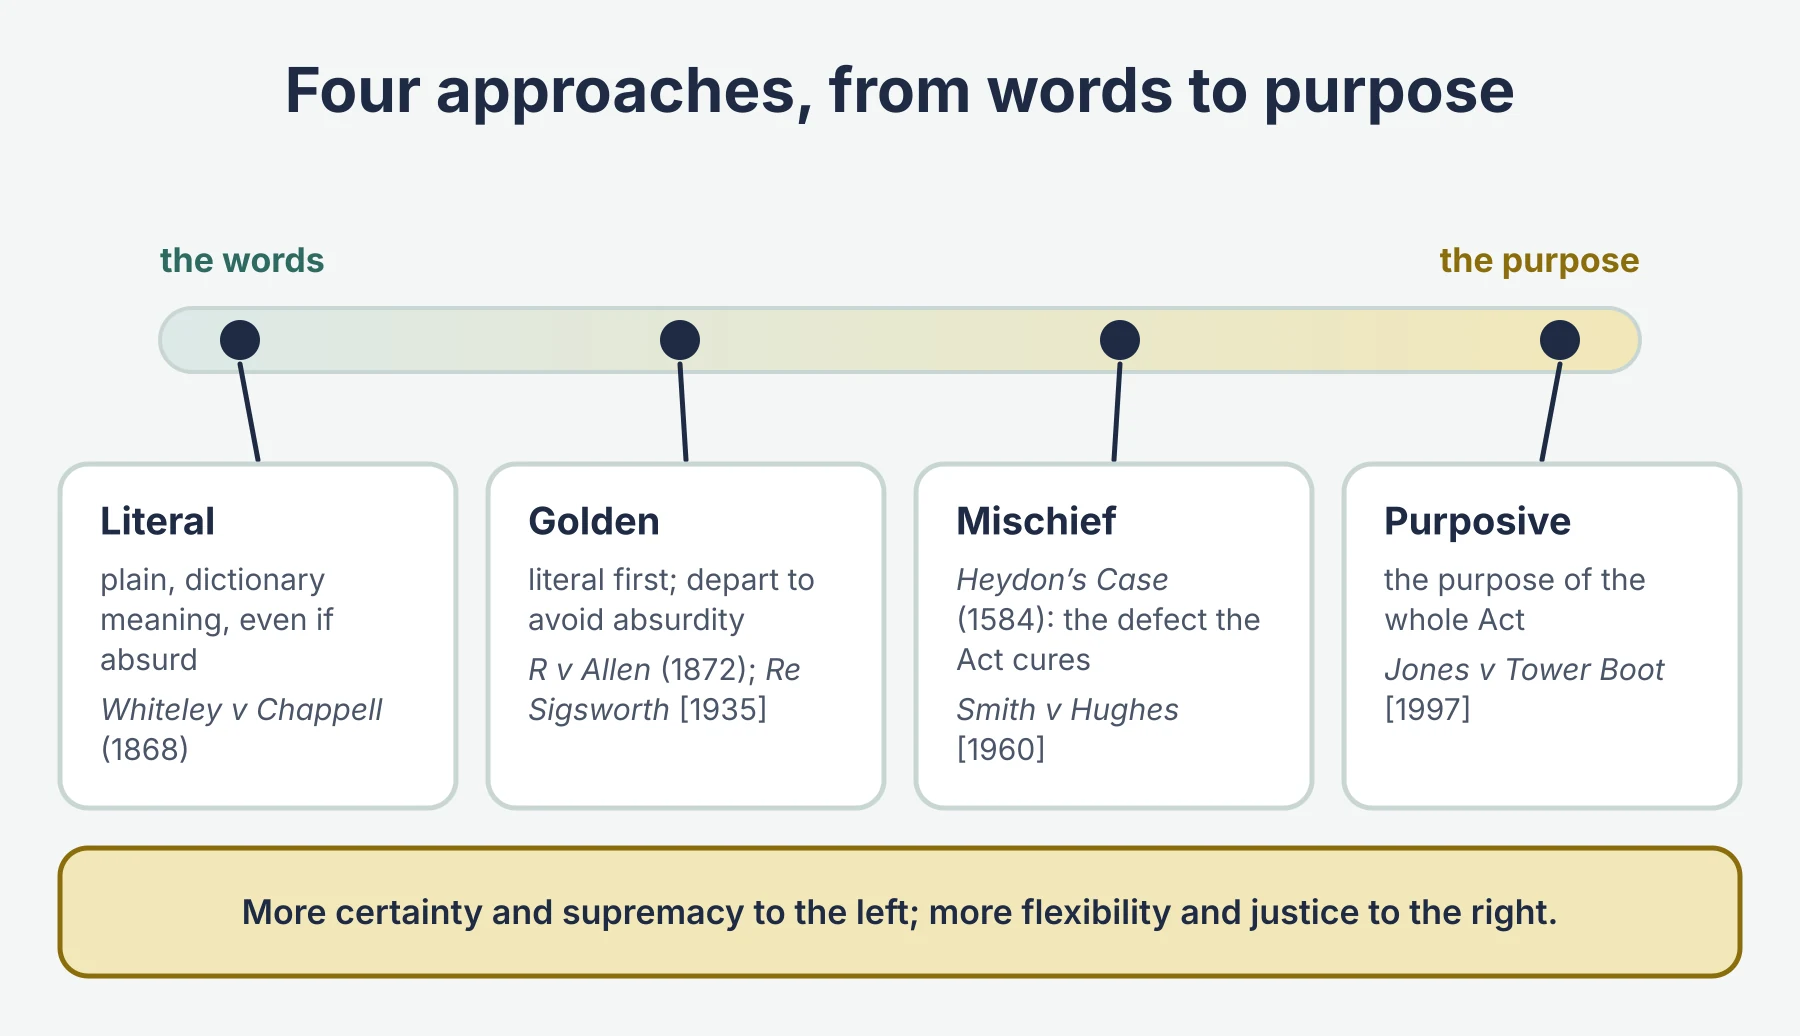 Four approaches, from words to purpose
the words
the purpose
Literal
plain, dictionary
meaning, even if
absurd
Whiteley v Chappell
(1868)
Golden
literal first; depart to
avoid absurdity
R v Allen (1872); Re
Sigsworth [1935]
Mischief
Heydon’s Case
(1584): the defect the
Act cures
Smith v Hughes
[1960]
Purposive
the purpose of the
whole Act
Jones v Tower Boot
[1997]
More certainty and supremacy to the left; more flexibility and justice to the right.